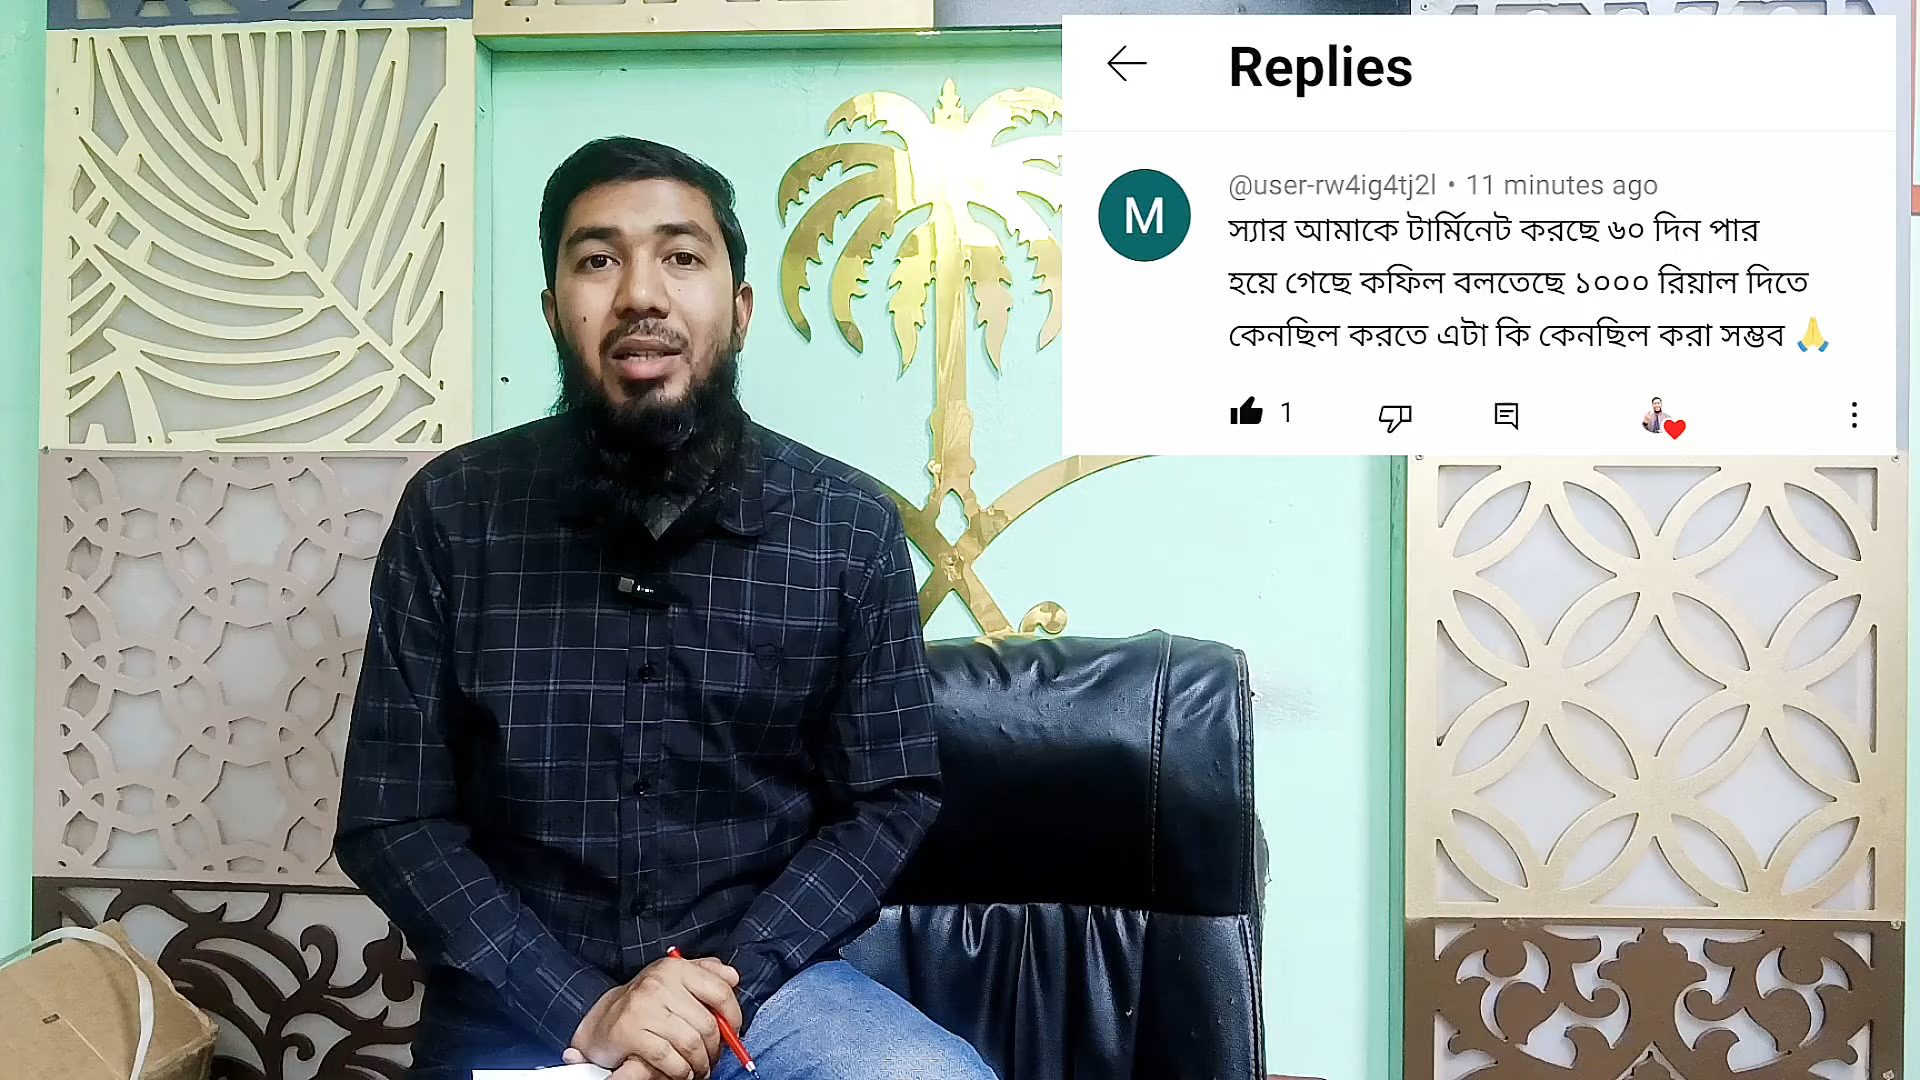 Replies
M
@user-rw4ig4tj2l • 11 minutes ago
স্যার আমাকে টার্মিনেট করছে ৬০ দিন পার
হয়ে গেছে কফিল বলতেছে ১০০০ রিয়াল দিতে
কেনছিল করতে এটা কি কেনছিল করা সম্ভব 🙏
1